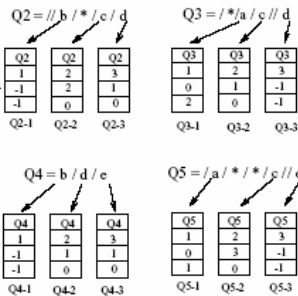 Q2 = // b / * / c / d
Q3 = / */a / c // d
Q2 Q2 Q2
1 2 3
-1 2 1
-1 0 0
Q2-1 Q2-2 Q2-3
Q3 Q3 Q3
1 2 3
0 1 -1
2 0 -1
Q3-1 Q3-2 Q3-3
Q4 = b / d / e
Q5 = / a / * / * / c //
Q4 Q4 Q4
1 2 3
-1 1 1
-1 0 0
Q4-1 Q4-2 Q4-3
Q5 Q5 Q5
1 2 3
0 3 -1
1 0 -1
Q5-1 Q5-2 Q5-3